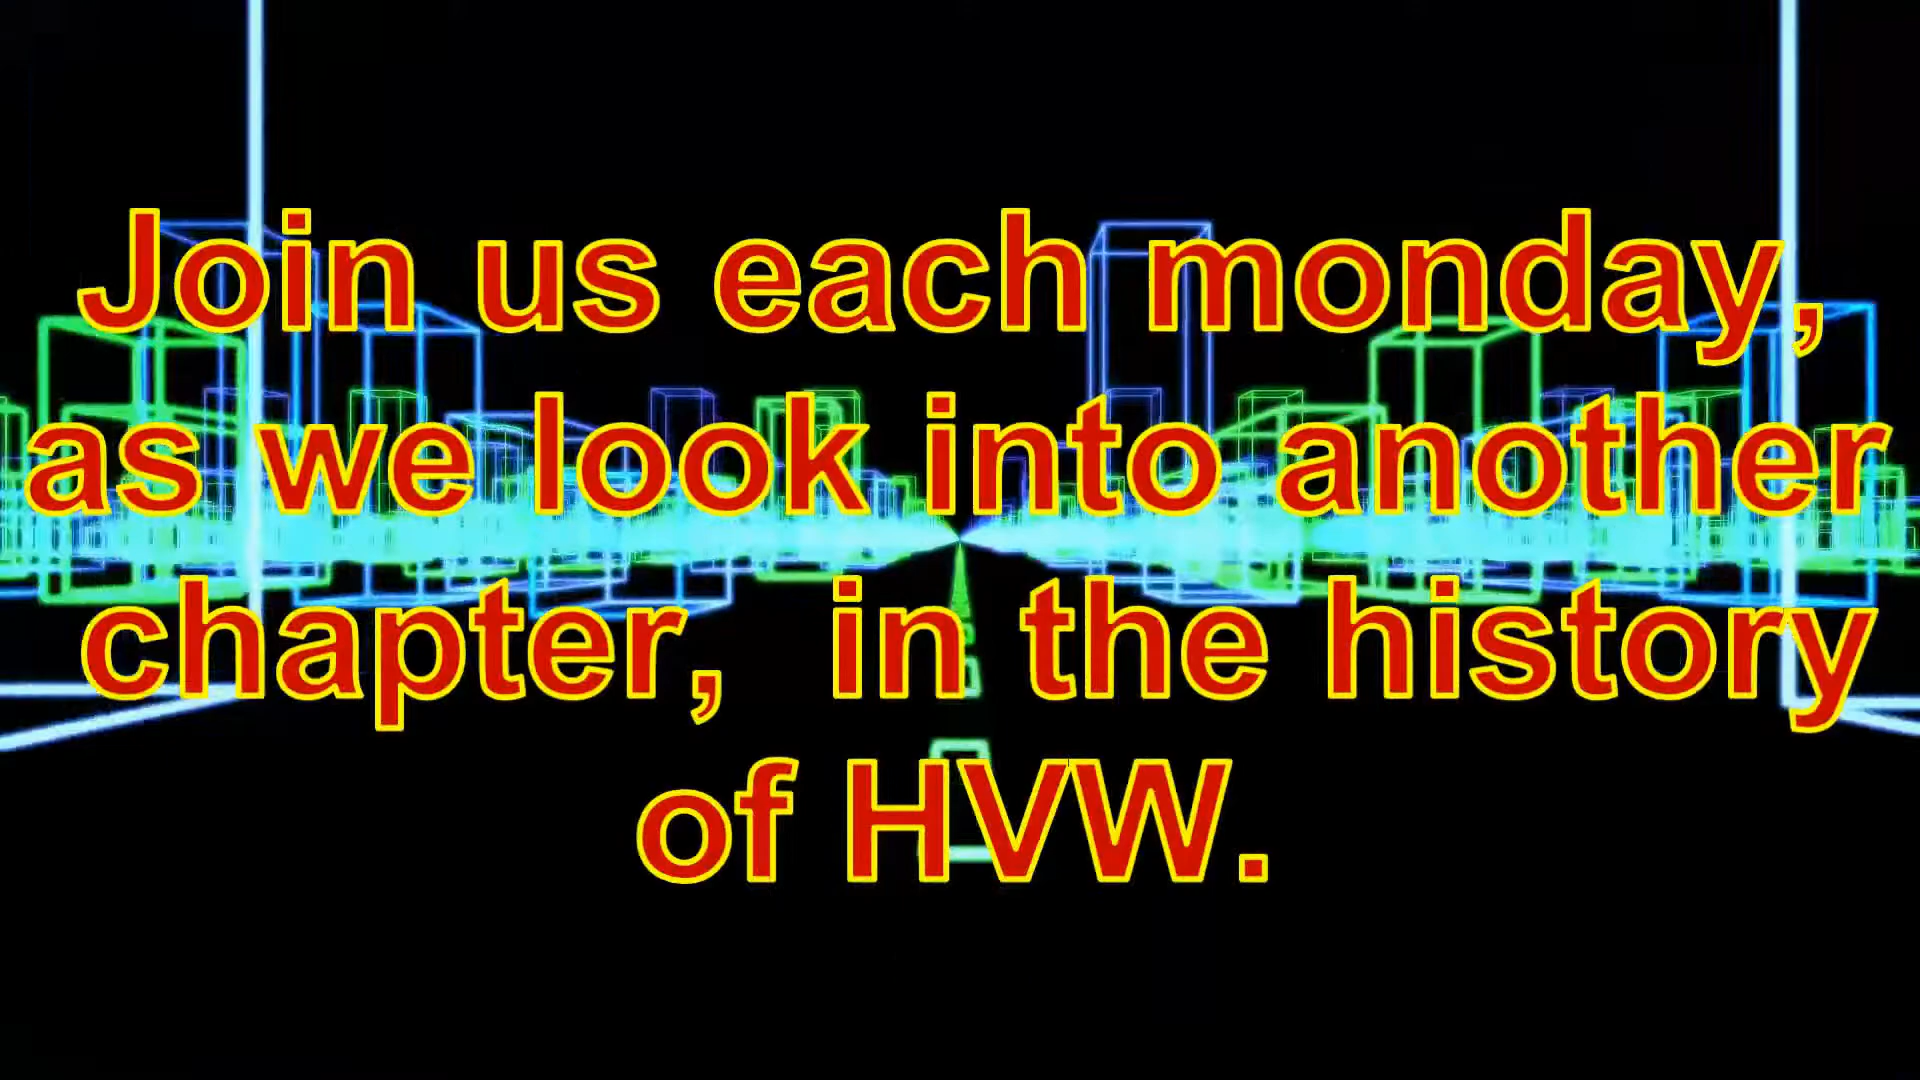 Join us each monday,
as we look into another
chapter,  in the history
of HVW.